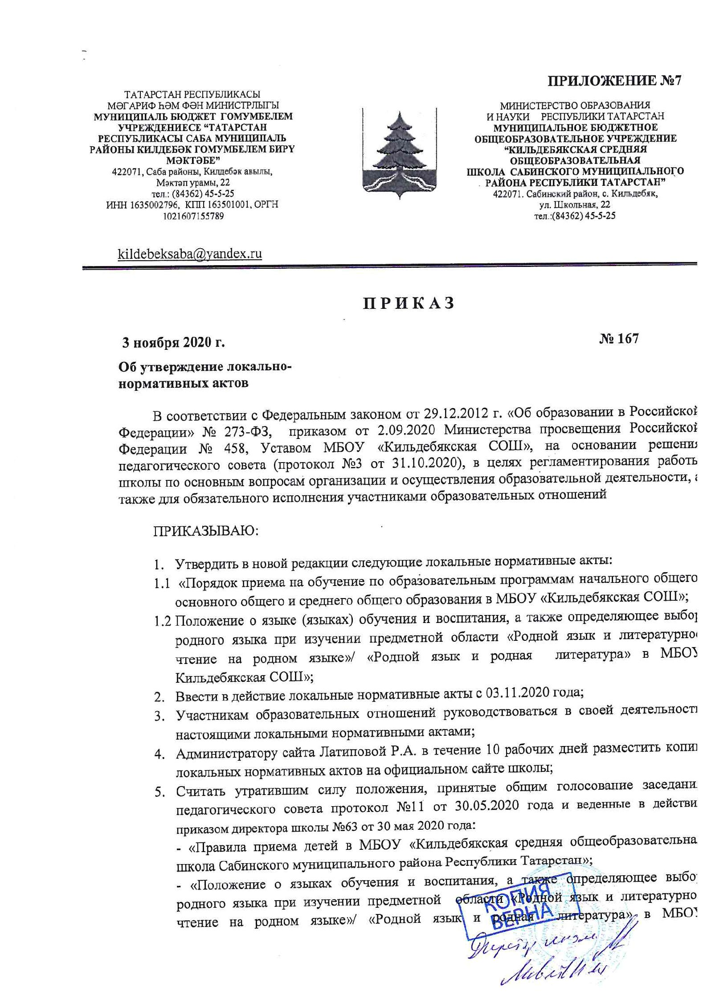 ПРИЛОЖЕНИЕ №7
ТАТАРСТАН РЕСПУБЛИКАСЫ
МӘГАРИФ ҺӘМ ФӘН МИНИСТРЛЫГЫ
МУНИЦИПАЛЬ БЮДЖЕТ ГОМУМБЕЛЕМ
УЧРЕЖДЕНИЕСЕ “ТАТАРСТАН
РЕСПУБЛИКАСЫ САБА МУНИЦИПАЛЬ
РАЙОНЫ КИЛДЕБӘК ГОМУМБЕЛЕМ БИРҮ
МӘКТӘБЕ”
422071, Саба районы, Килдебәк авылы,
Мәктәп урамы, 22
тел.: (84362) 45-5-25
ИНН 1635002796, КПП 163501001, ОРГН
1021607155789
kildebeksaba@yandex.ru
МИНИСТЕРСТВО ОБРАЗОВАНИЯ
И НАУКИ РЕСПУБЛИКИ ТАТАРСТАН
МУНИЦИПАЛЬНОЕ БЮДЖЕТНОЕ
ОБЩЕОБРАЗОВАТЕЛЬНОЕ УЧРЕЖДЕНИЕ
“КИЛЬДЕБЯКСКАЯ СРЕДНЯЯ
ОБЩЕОБРАЗОВАТЕЛЬНАЯ
ШКОЛА САБИНСКОГО МУНИЦИПАЛЬНОГО
РАЙОНА РЕСПУБЛИКИ ТАТАРСТАН”
422071. Сабинский район, с. Кильдебяк,
ул. Школьная, 22
тел.:(84362) 45-5-25
П Р И К А З
3 ноября 2020 г.
№ 167
Об утверждение локально-
нормативных актов
В соответствии с Федеральным законом от 29.12.2012 г. «Об образовании в Российской
Федерации» № 273-ФЗ, приказом от 2.09.2020 Министерства просвещения Российской
Федерации № 458, Уставом МБОУ «Кильдебякская СОШ», на основании решения
педагогического совета (протокол №3 от 31.10.2020), в целях регламентирования работы
школы по основным вопросам организации и осуществления образовательной деятельности, а
также для обязательного исполнения участниками образовательных отношений
ПРИКАЗЫВАЮ:
1. Утвердить в новой редакции следующие локальные нормативные акты:
1.1 «Порядок приема на обучение по образовательным программам начального общего
основного общего и среднего общего образования в МБОУ «Кильдебякская СОШ»;
1.2 Положение о языке (языках) обучения и воспитания, а также определяющее выбор
родного языка при изучении предметной области «Родной язык и литературное
чтение на родном языке»/ «Родной язык и родная литература» в МБОУ
Кильдебякская СОШ»;
2. Ввести в действие локальные нормативные акты с 03.11.2020 года;
3. Участникам образовательных отношений руководствоваться в своей деятельности
настоящими локальными нормативными актами;
4. Администратору сайта Латиповой Р.А. в течение 10 рабочих дней разместить копии
локальных нормативных актов на официальном сайте школы;
5. Считать утратившим силу положения, принятые общим голосование заседани
педагогического совета протокол №11 от 30.05.2020 года и веденные в действи
приказом директора школы №63 от 30 мая 2020 года:
- «Правила приема детей в МБОУ «Кильдебякская средняя общеобразовательна
школа Сабинского муниципального района Республики Татарстан»;
- «Положение о языках обучения и воспитания, а также определяющее выбор
родного языка при изучении предметной области «Родной язык и литературно
чтение на родном языке»/ «Родной язык и родная литература» в МБОУ
КОПИЯ
ВЕРНА
Директор школы